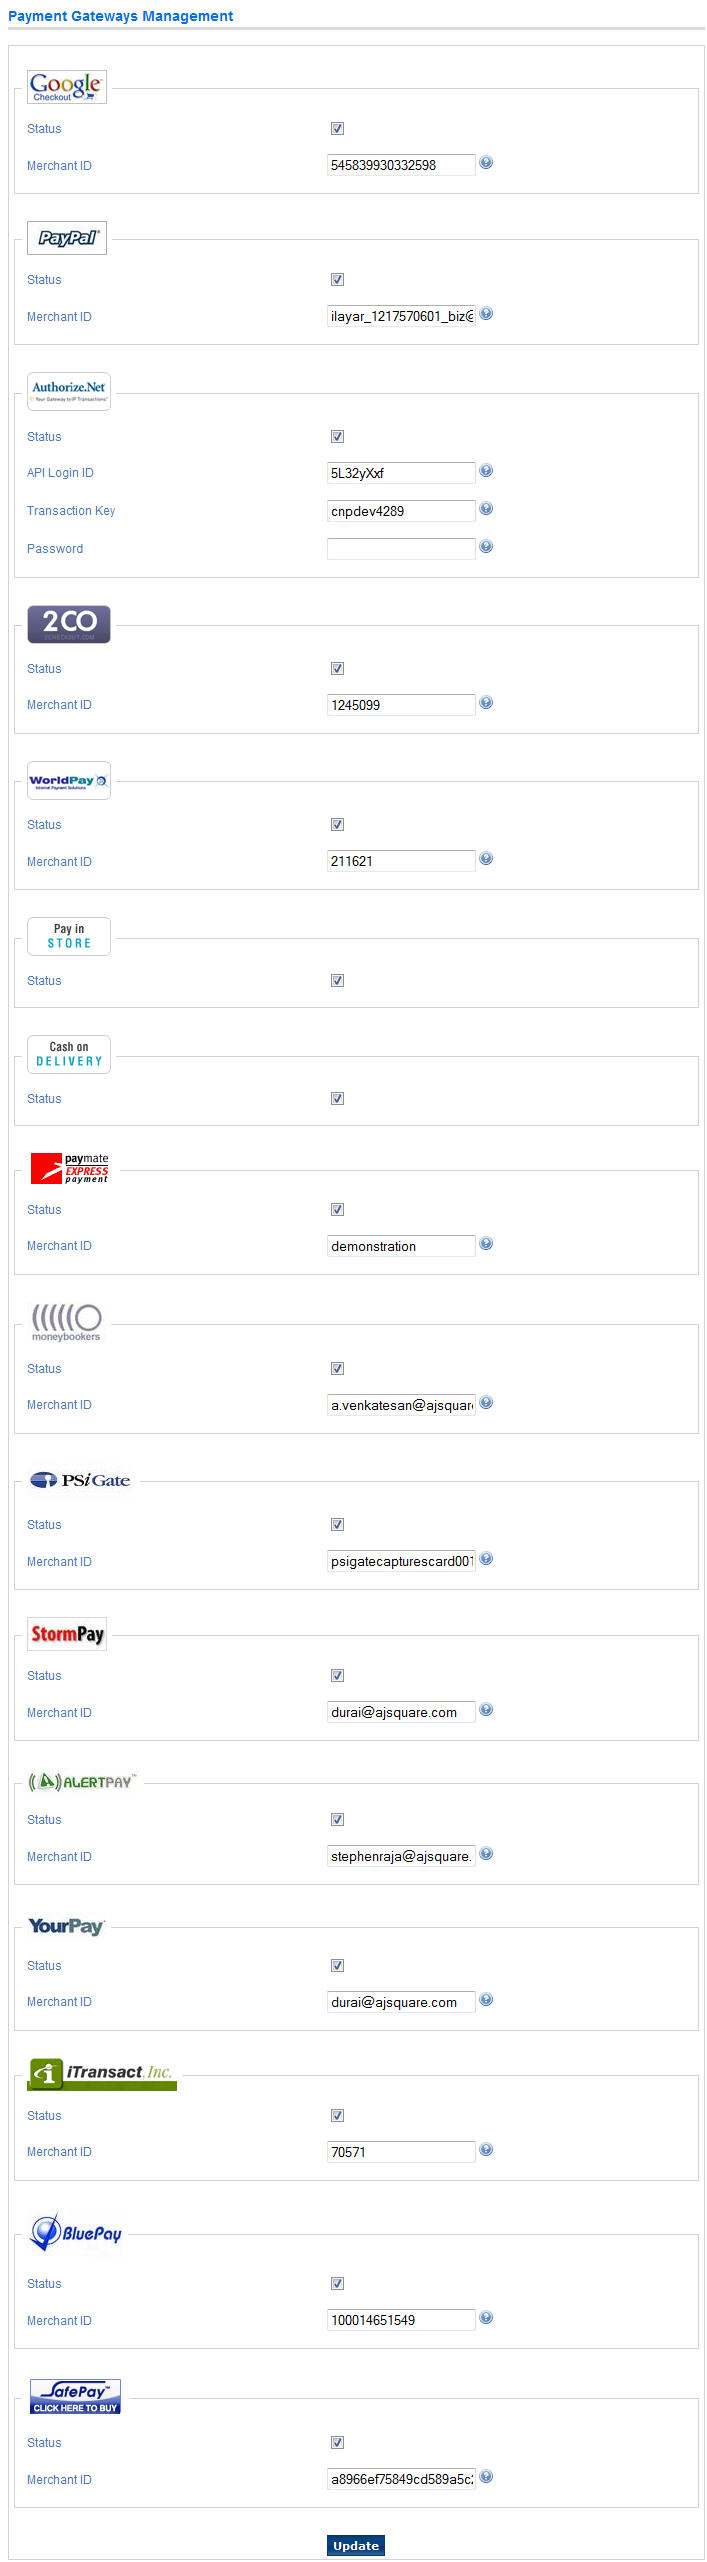 Payment Gateways Management
Google
Checkout
Status
Merchant ID 545839930332598
PayPal
Status
Merchant ID ilayar_1217570601_biz@
Authorize.Net
Your Gateway to IP Transactions
Status
API Login ID 5L32yXxf
Transaction Key cnpdev4289
Password
2CO
2CHECKOUT.COM
Status
Merchant ID 1245099
WorldPay
Internet Payment Solutions
Status
Merchant ID 211621
Pay in
STORE
Status
Cash on
DELIVERY
Status
paymate
EXPRESS
payment
Status
Merchant ID demonstration
moneybookers
Status
Merchant ID a.venkatesan@ajsquar
PSiGate
Status
Merchant ID psigatecapturescard001
StormPay
Status
Merchant ID durai@ajsquare.com
ALERTPAY™
Status
Merchant ID stephenraja@ajsquare.
YourPay
Status
Merchant ID durai@ajsquare.com
iTransact.Inc.
Status
Merchant ID 70571
BluePay
Status
Merchant ID 100014651549
SafePay™
CLICK HERE TO BUY
Status
Merchant ID a8966ef75849cd589a5c
Update